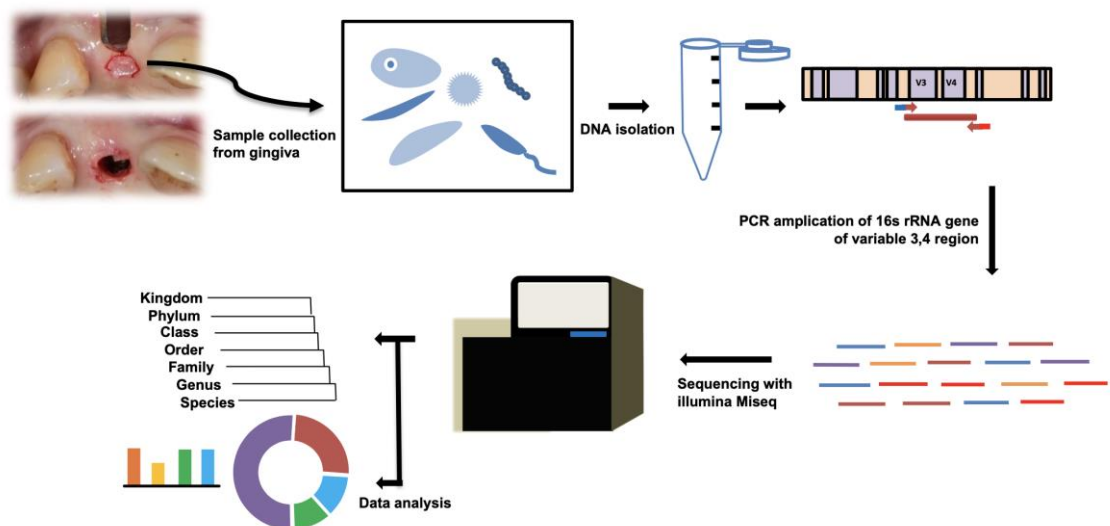 Sample collection
from gingiva
DNA isolation
V3 V4
PCR amplication of 16s rRNA gene
of variable 3,4 region
Sequencing with
illumina Miseq
Kingdom
Phylum
Class
Order
Family
Genus
Species
Data analysis